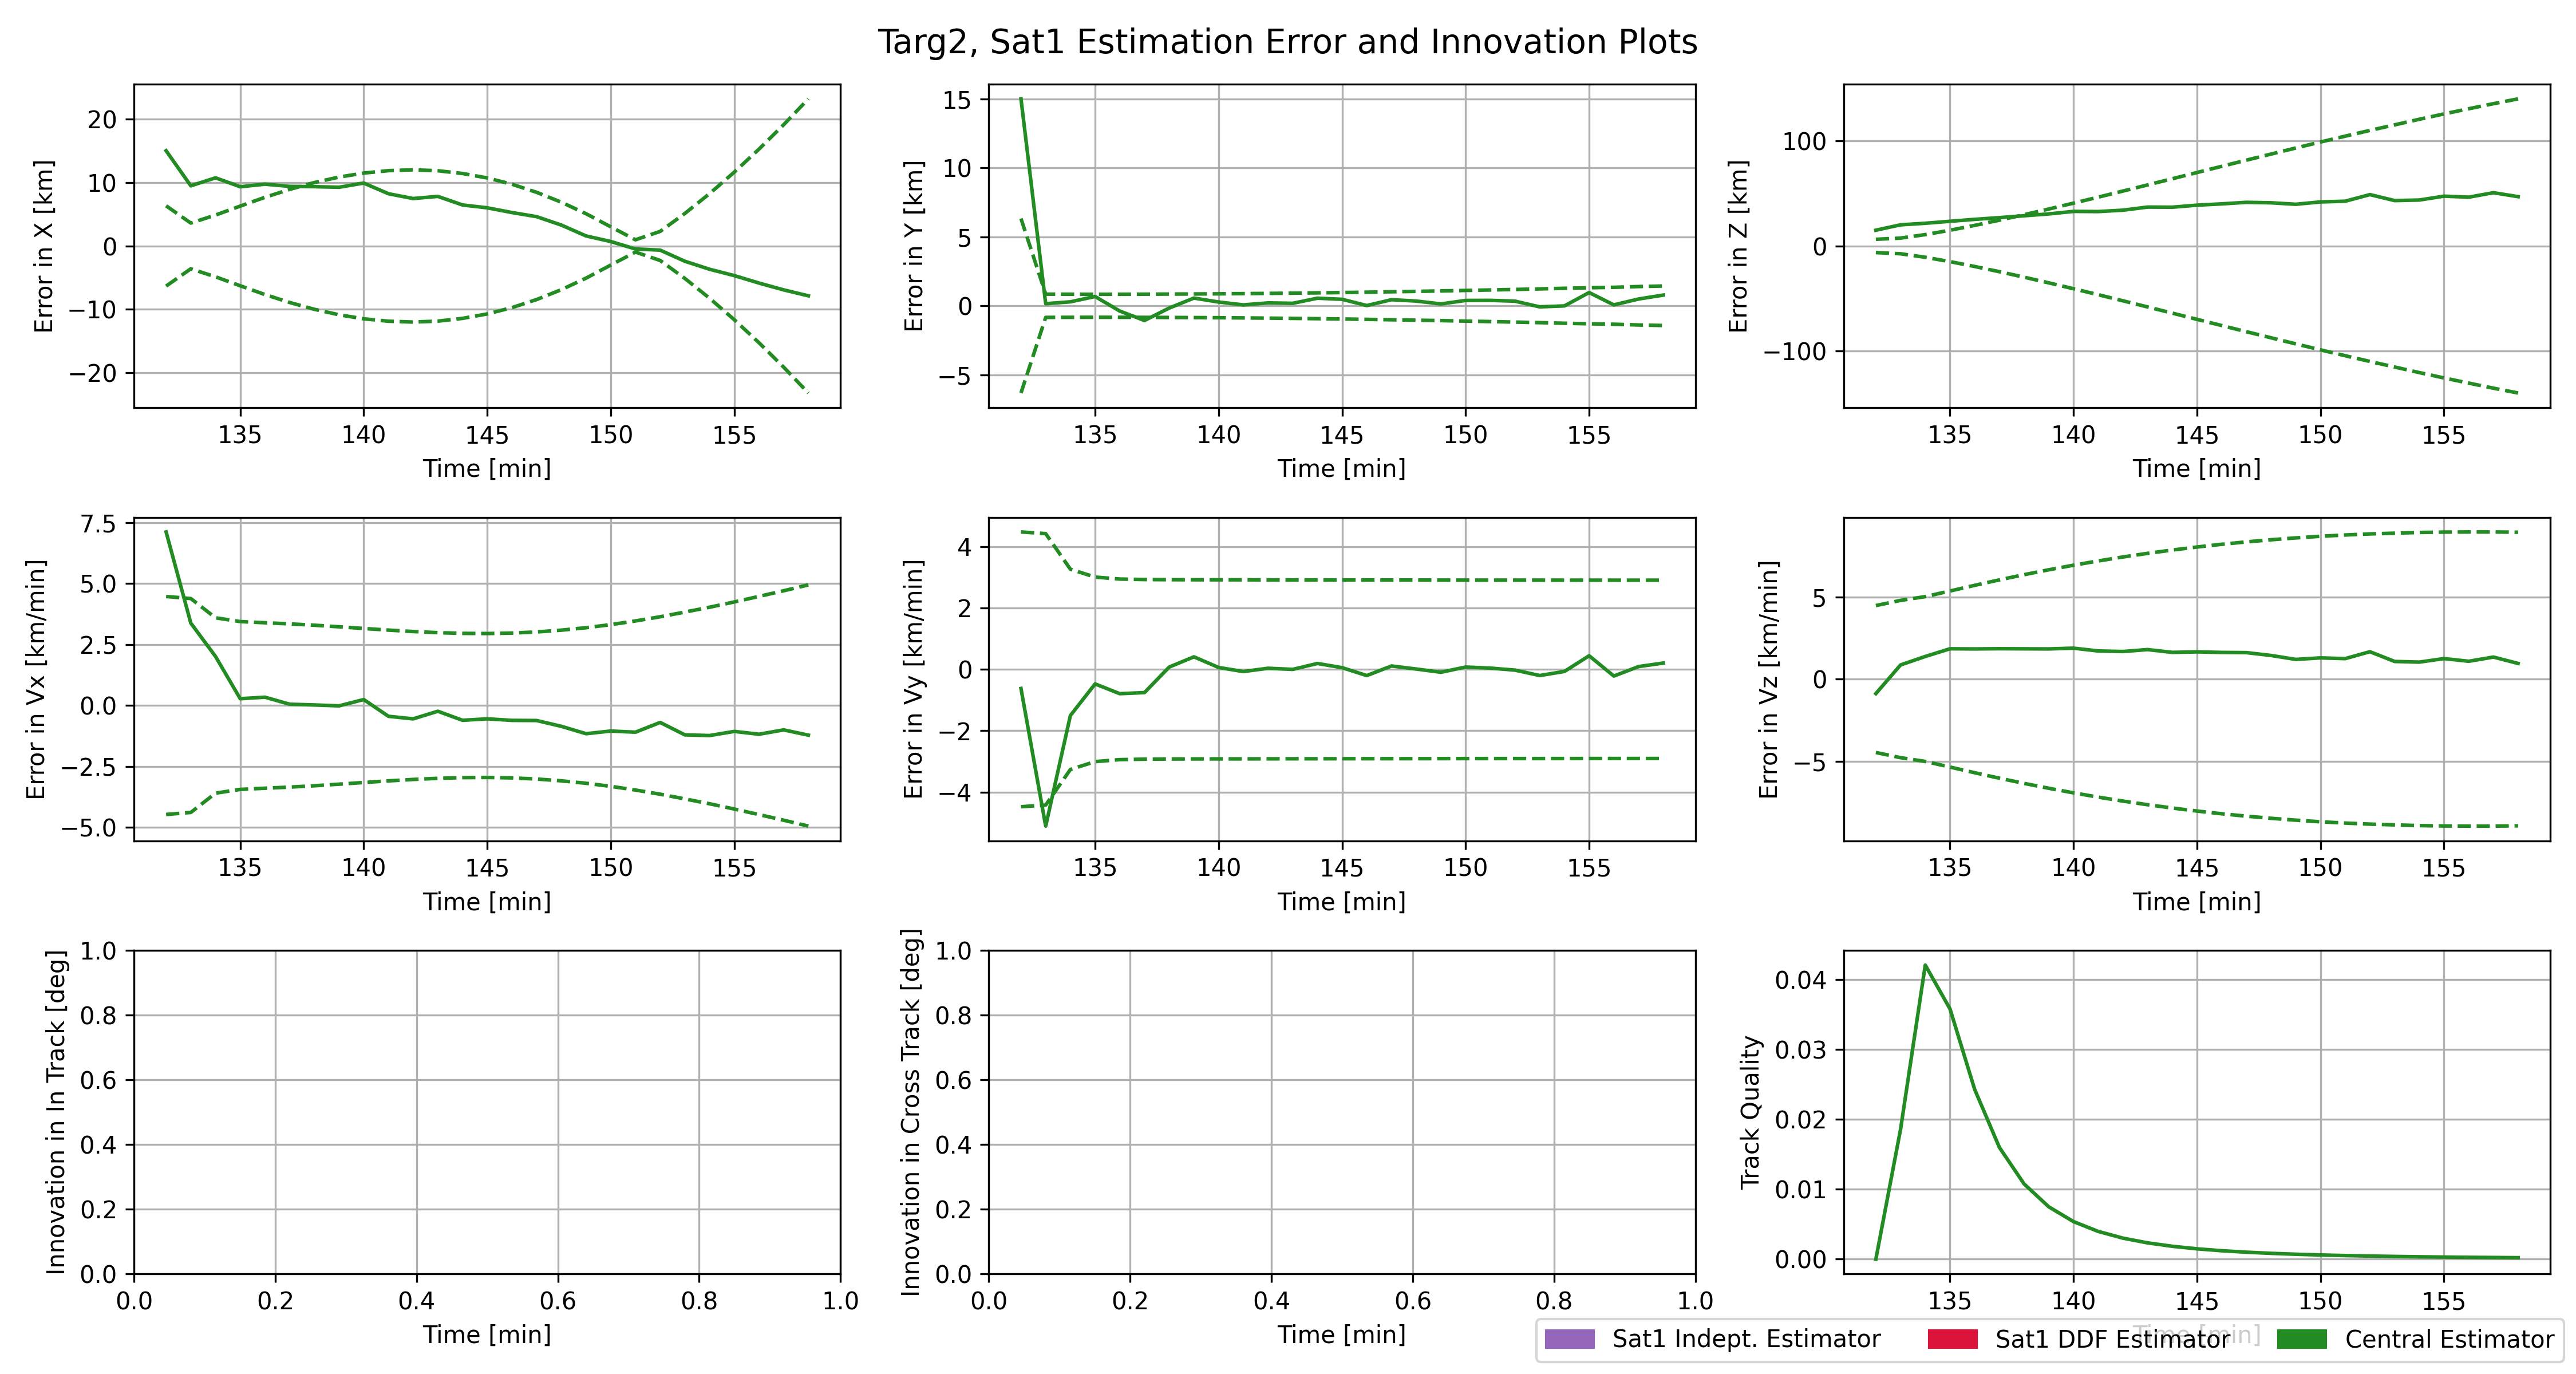 Targ2, Sat1 Estimation Error and Innovation Plots
Error in X [km]
20
10
0
−10
−20
135 140 145 150 155
Time [min]
Error in Y [km]
15
10
5
0
−5
135 140 145 150 155
Time [min]
Error in Z [km]
100
0
−100
135 140 145 150 155
Time [min]
Error in Vx [km/min]
7.5
5.0
2.5
0.0
−2.5
−5.0
135 140 145 150 155
Time [min]
Error in Vy [km/min]
4
2
0
−2
−4
135 140 145 150 155
Time [min]
Error in Vz [km/min]
5
0
−5
135 140 145 150 155
Time [min]
Innovation in In Track [deg]
1.0
0.8
0.6
0.4
0.2
0.0
0.0 0.2 0.4 0.6 0.8 1.0
Time [min]
Innovation in Cross Track [deg]
1.0
0.8
0.6
0.4
0.2
0.0
0.0 0.2 0.4 0.6 0.8 1.0
Time [min]
Track Quality
0.04
0.03
0.02
0.01
0.00
135 140 145 150 155
Time [min]
Sat1 Indept. Estimator
Sat1 DDF Estimator
Central Estimator